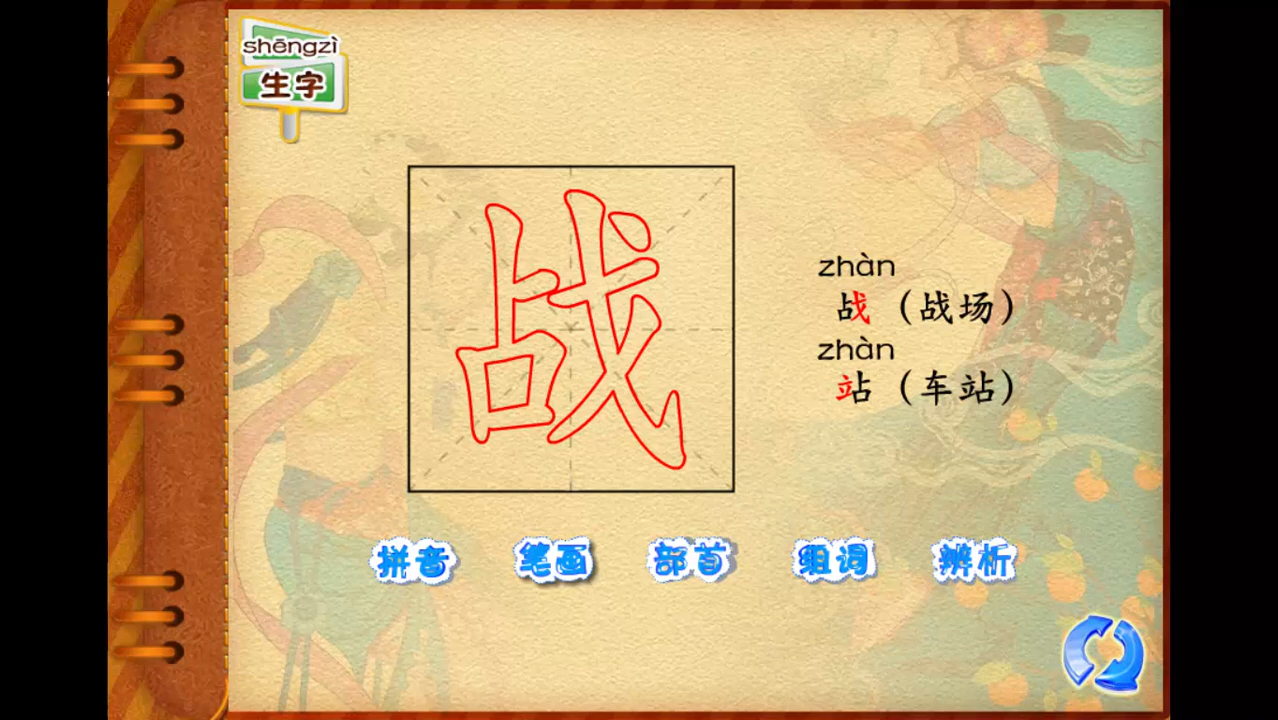 shēngzì
生字
战
zhàn
战（战场）
zhàn
站（车站）
拼音 笔画 部首 组词 辨析